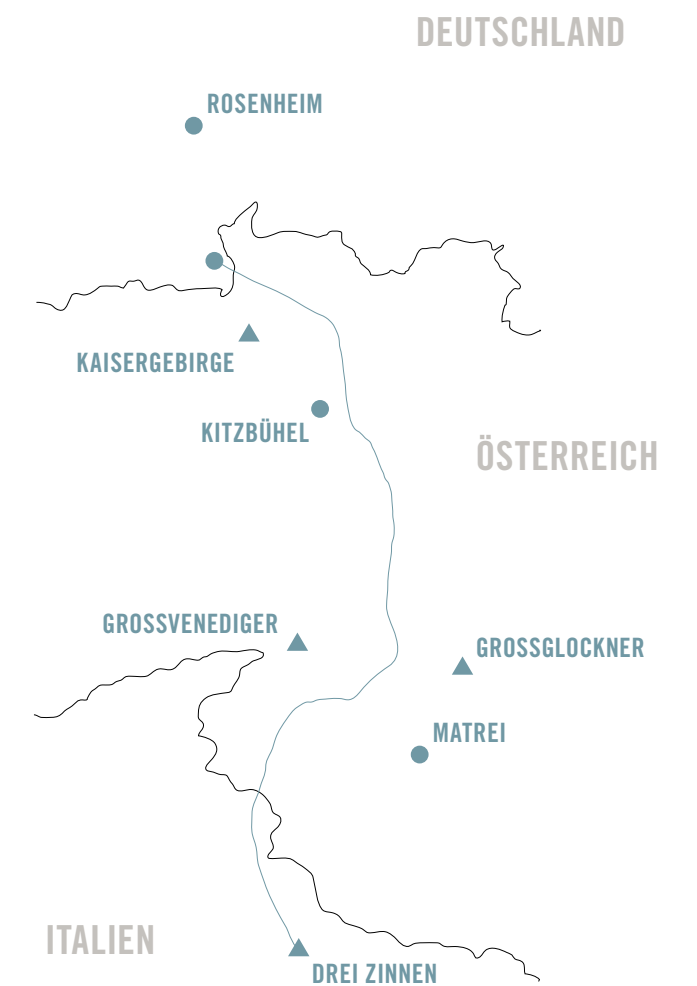 DEUTSCHLAND
ROSENHEIM
KAISERGEBIRGE
KITZBÜHEL
ÖSTERREICH
GROSSVENEDIGER
GROSSGLOCKNER
MATREI
ITALIEN
DREI ZINNEN